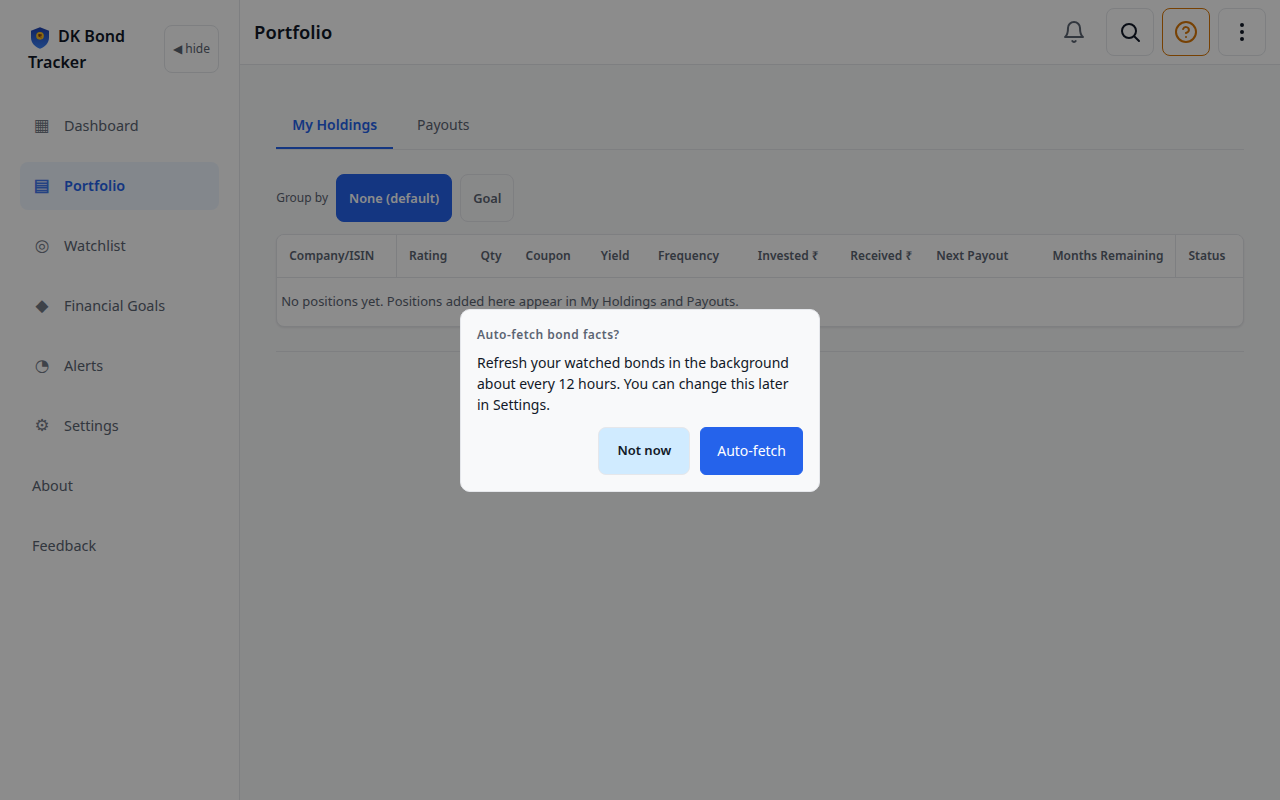 DK Bond
Tracker
◀ hide
Portfolio
Dashboard
Portfolio
Watchlist
Financial Goals
Alerts
Settings
About
Feedback
My Holdings Payouts
Group by None (default) Goal
Company/ISIN Rating Qty Coupon Yield Frequency Invested ₹ Received ₹ Next Payout Months Remaining Status
No positions yet. Positions added here appear in My Holdings and Payouts.
Auto-fetch bond facts?
Refresh your watched bonds in the background
about every 12 hours. You can change this later
in Settings.
Not now Auto-fetch